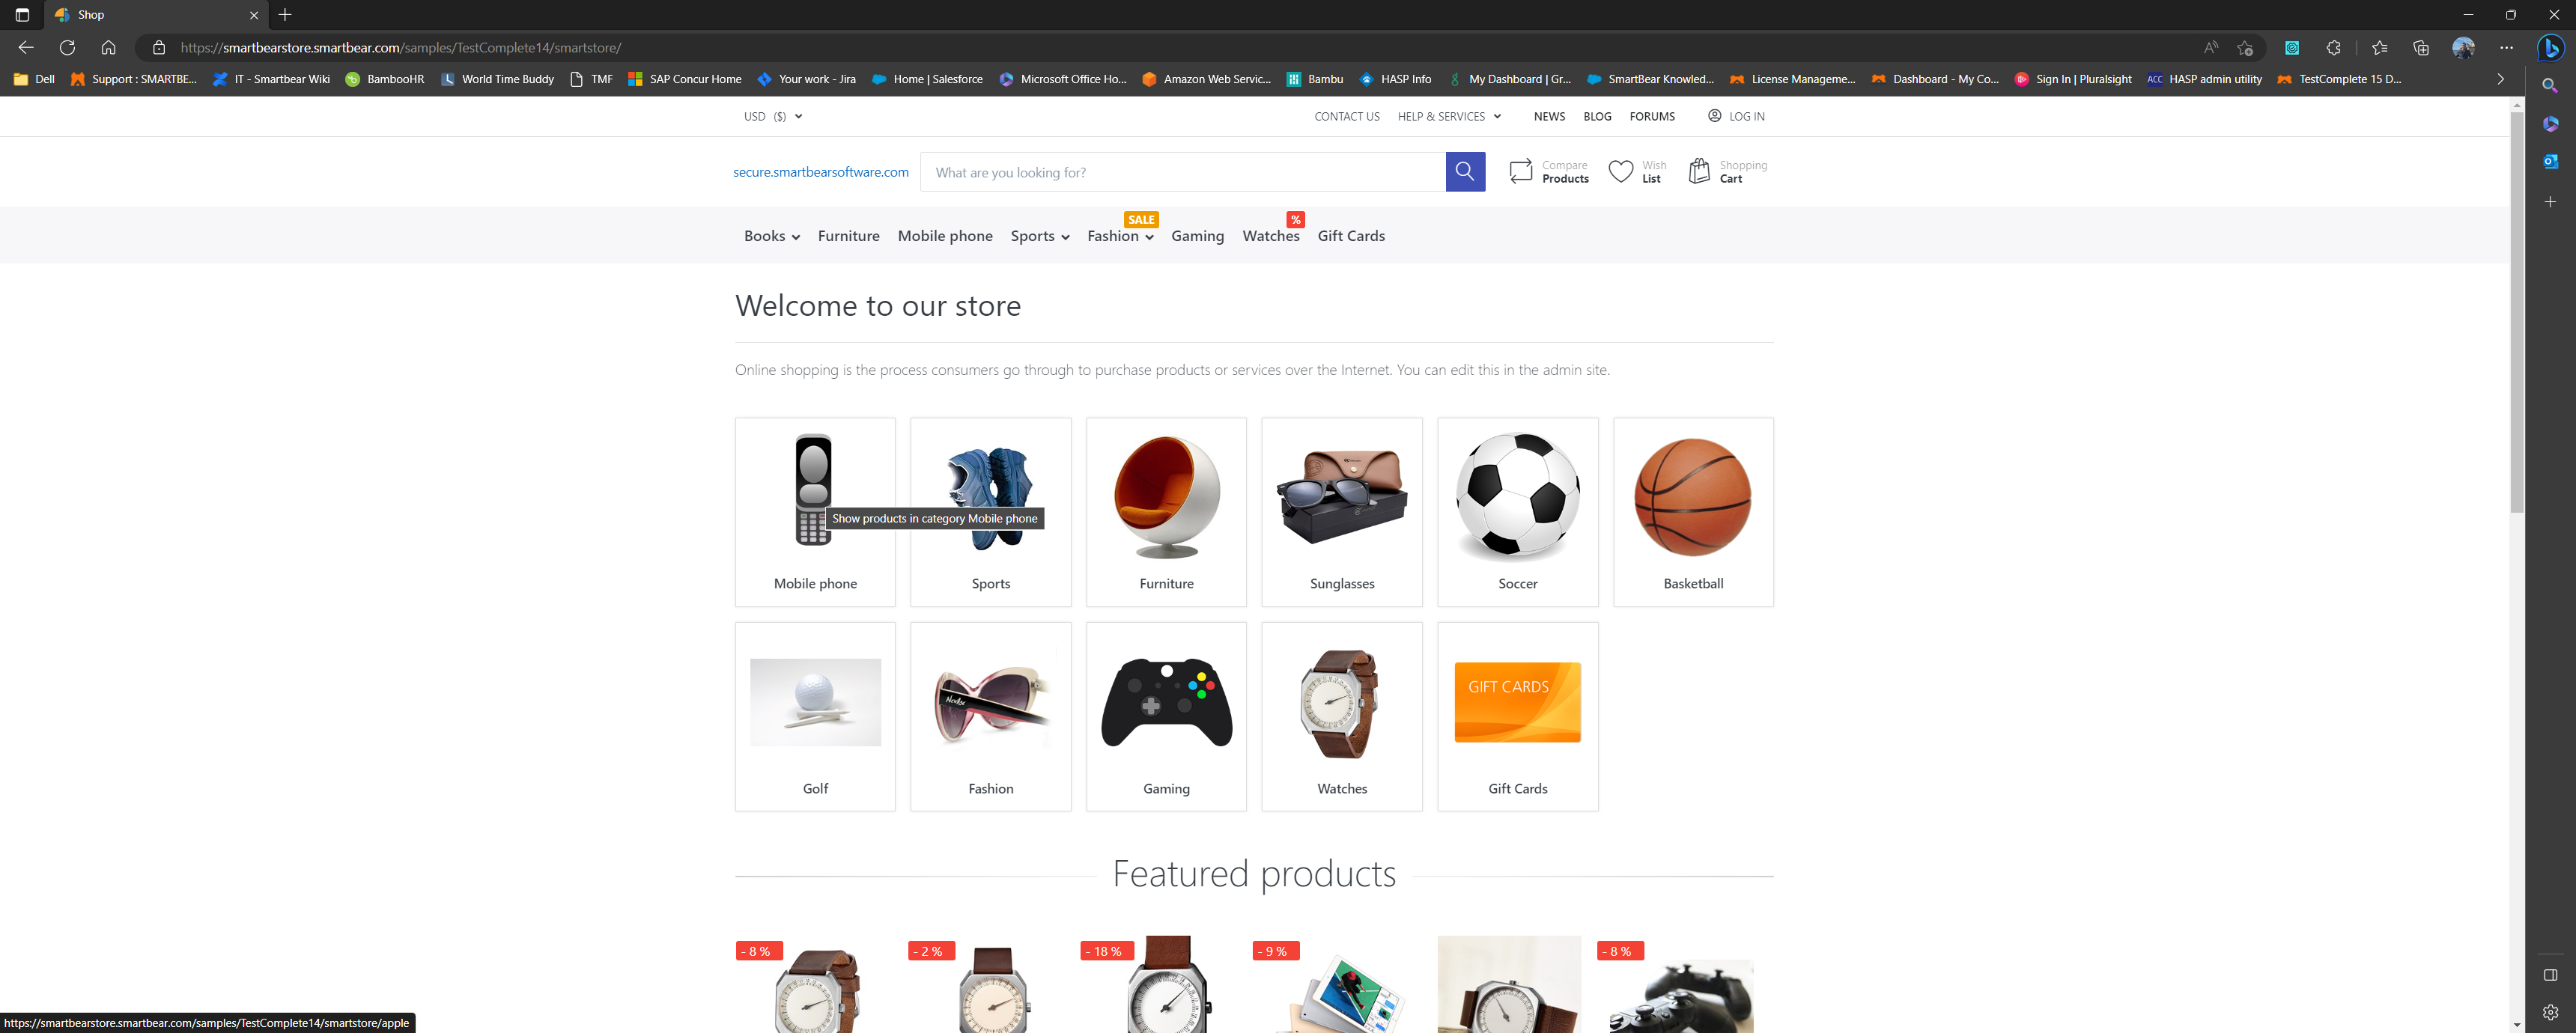 Shop
https://smartbearstore.smartbear.com/samples/TestComplete14/smartstore/
Dell
Support : SMARTBE...
IT - Smartbear Wiki
BambooHR
World Time Buddy
TMF
SAP Concur Home
Your work - Jira
Home | Salesforce
Microsoft Office Ho...
Amazon Web Servic...
Bambu
HASP Info
My Dashboard | Gr...
SmartBear Knowled...
License Manageme...
Dashboard - My Co...
Sign In | Pluralsight
ACC HASP admin utility
TestComplete 15 D...
USD ($)
CONTACT US
HELP & SERVICES
NEWS
BLOG
FORUMS
LOG IN
secure.smartbearsoftware.com
What are you looking for?
Compare
Products
Wish
List
Shopping
Cart
SALE
%
Books
Furniture
Mobile phone
Sports
Fashion
Gaming
Watches
Gift Cards
Welcome to our store
Online shopping is the process consumers go through to purchase products or services over the Internet. You can edit this in the admin site.
Show products in category Mobile phone
Mobile phone
Sports
Furniture
Sunglasses
Soccer
Basketball
GIFT CARDS
Golf
Fashion
Gaming
Watches
Gift Cards
Featured products
- 8 %
- 2 %
- 18 %
- 9 %
- 8 %
https://smartbearstore.smartbear.com/samples/TestComplete14/smartstore/apple